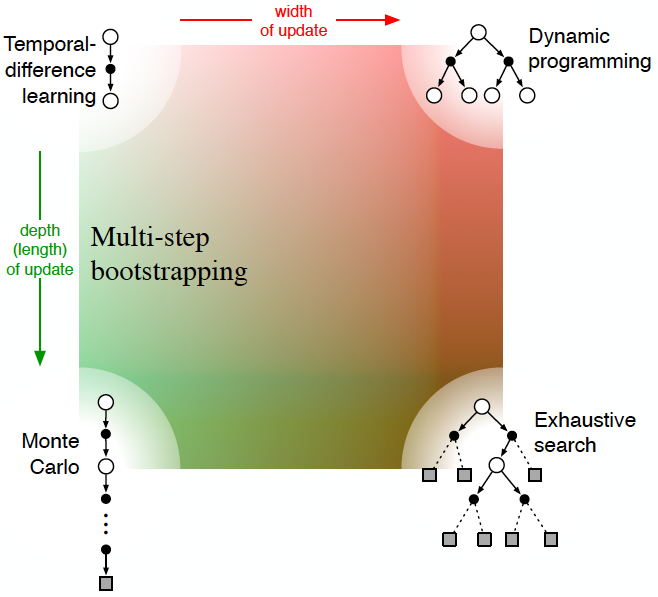 width
of update
Temporal-
difference
learning
Dynamic
programming
depth
(length)
of update
Multi-step
bootstrapping
Monte
Carlo
Exhaustive
search